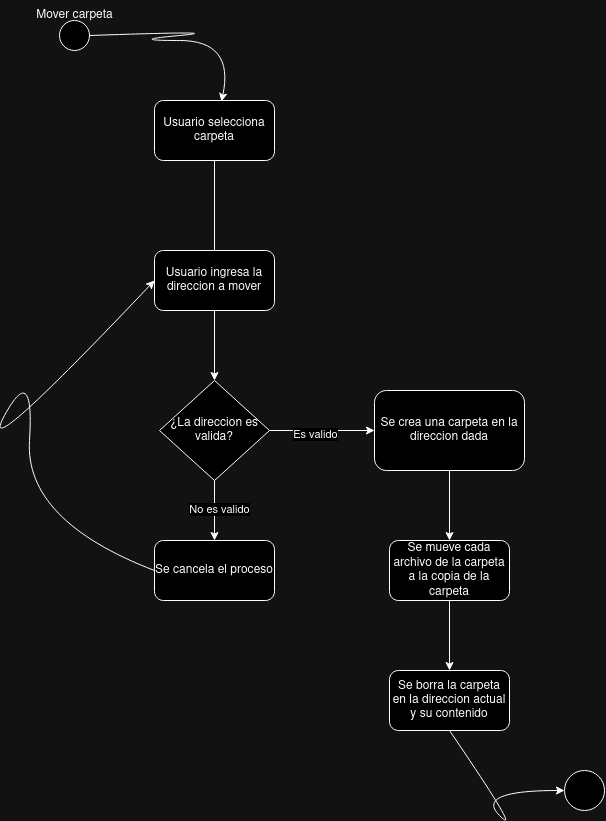 Mover carpeta
Usuario selecciona
carpeta
Usuario ingresa la
direccion a mover
¿La direccion es
valida?
Es valido
Se crea una carpeta en la
direccion dada
No es valido
Se cancela el proceso
Se mueve cada
archivo de la carpeta
a la copia de la
carpeta
Se borra la carpeta
en la direccion actual
y su contenido